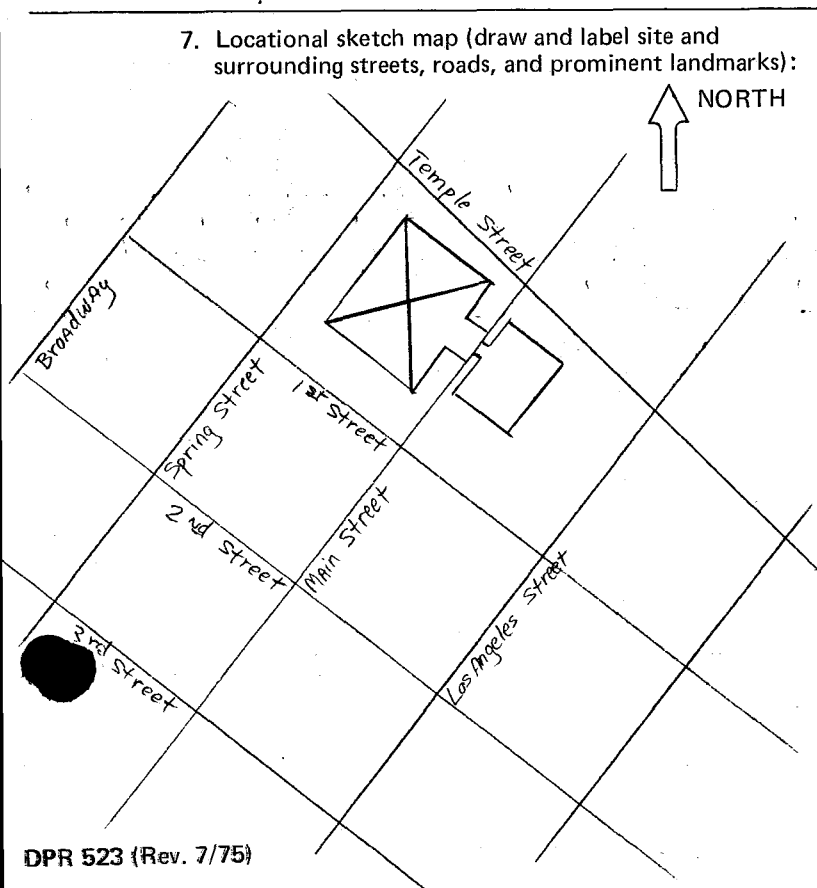 7. Locational sketch map (draw and label site and
surrounding streets, roads, and prominent landmarks):
NORTH
Temple Street
Broadway
Spring Street
1st Street
2nd Street
Main Street
Los Angeles Street
3rd Street
DPR 523 (Rev. 7/75)